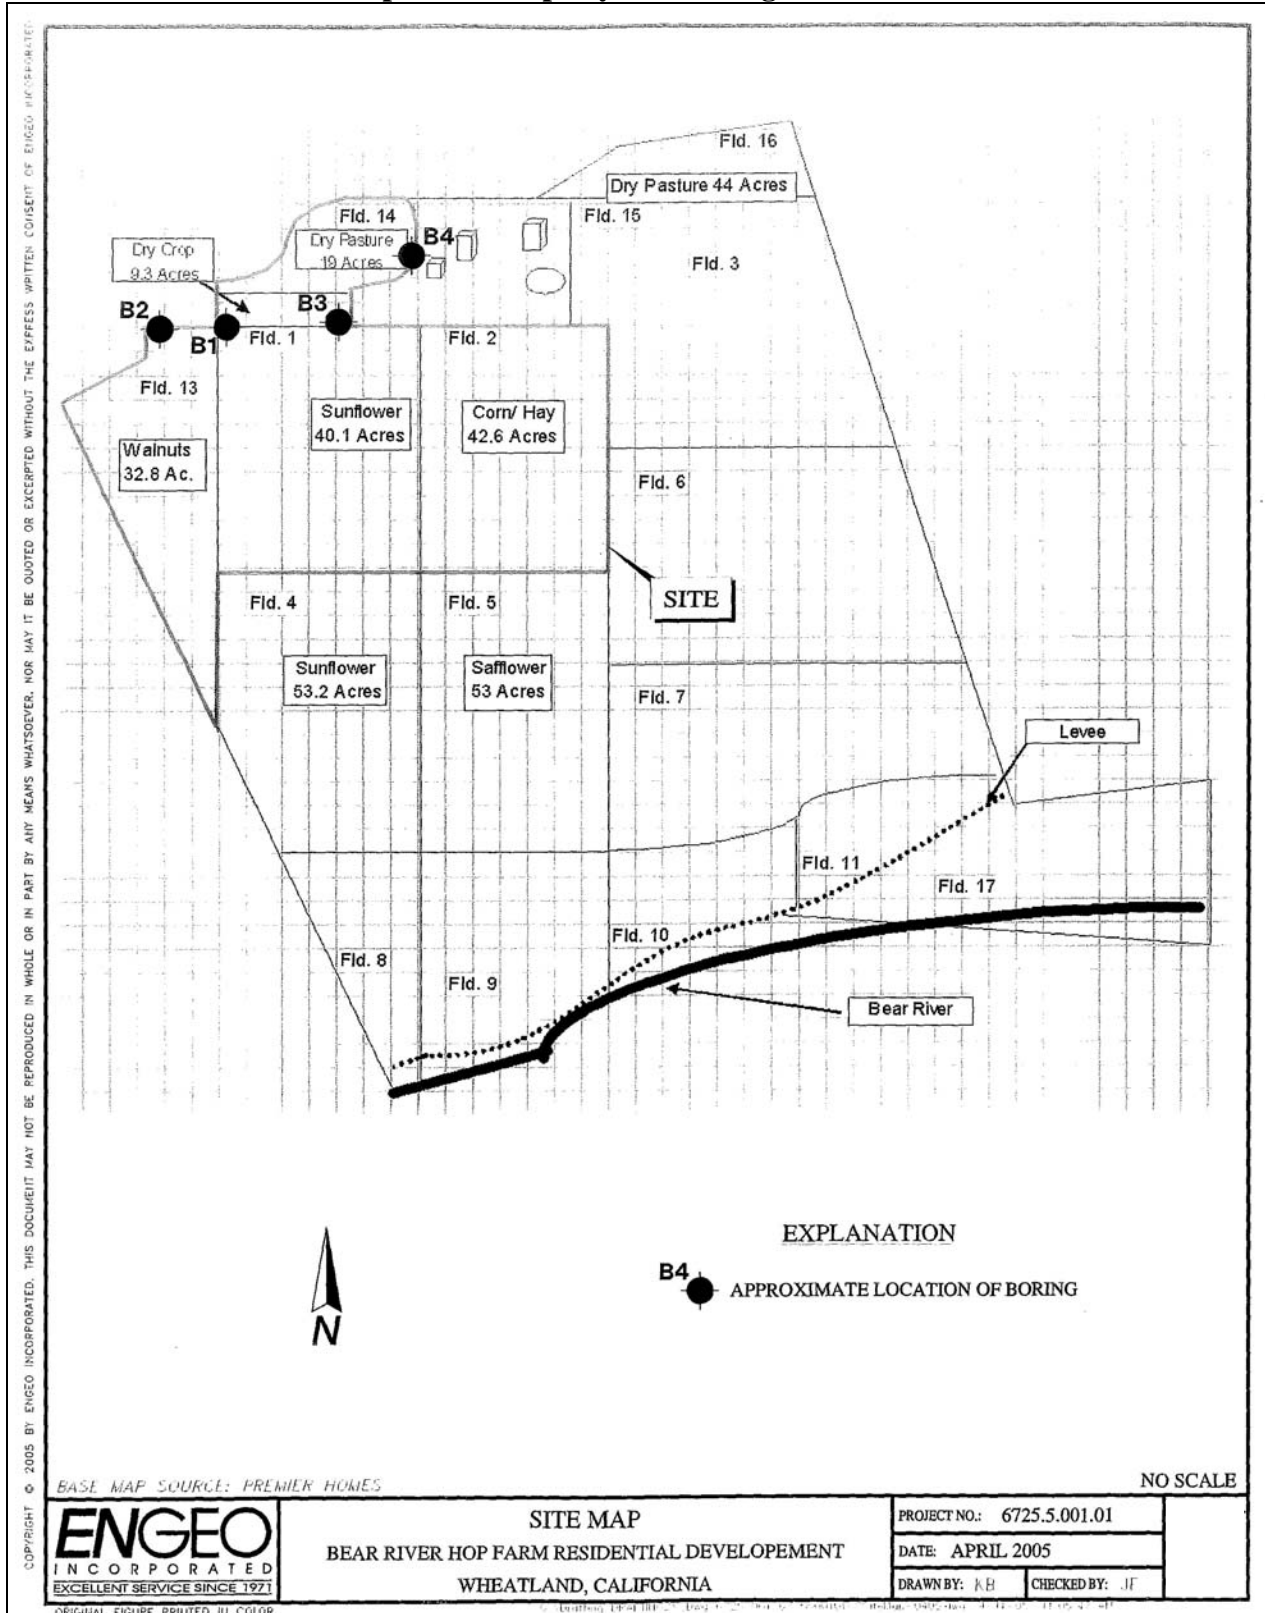 COPYRIGHT © 2005 BY ENGEO INCORPORATED. THIS DOCUMENT MAY NOT BE REPRODUCED IN WHOLE OR IN PART BY ANY MEANS WHATSOEVER, NOR MAY IT BE QUOTED OR EXCERPTED WITHOUT THE EXPRESS WRITTEN CONSENT OF ENGEO INCORPORATED.
Fld. 16
Dry Pasture 44 Acres
Fld. 14
Fld. 15
Dry Crop
9.3 Acres
Dry Pasture
19 Acres
B4
Fld. 3
B2
B1
B3
Fld. 1
Fld. 2
Fld. 13
Sunflower
40.1 Acres
Corn/ Hay
42.6 Acres
Walnuts
32.8 Ac.
Fld. 6
SITE
Fld. 4
Fld. 5
Sunflower
53.2 Acres
Safflower
53 Acres
Fld. 7
Levee
Fld. 11
Fld. 17
Fld. 10
Fld. 8
Fld. 9
Bear River
N
EXPLANATION
B4
APPROXIMATE LOCATION OF BORING
BASE MAP SOURCE: PREMIER HOMES
NO SCALE
ENGEO
INCORPORATED
EXCELLENT SERVICE SINCE 1971
SITE MAP
BEAR RIVER HOP FARM RESIDENTIAL DEVELOPEMENT
WHEATLAND, CALIFORNIA
PROJECT NO.: 6725.5.001.01
DATE: APRIL 2005
DRAWN BY: KB
CHECKED BY: JF
ORIGINAL FIGURE PRINTED IN COLOR